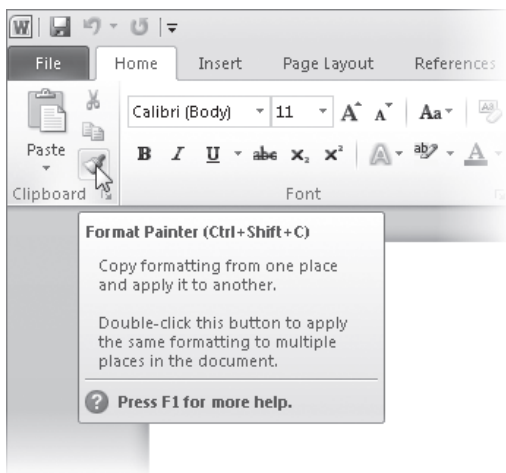 W
File Home Insert Page Layout References
Calibri (Body) 11 A A Aa AB
Paste B I U abc x₂ x² A ab A
Clipboard Font
Format Painter (Ctrl+Shift+C)
Copy formatting from one place
and apply it to another.
Double-click this button to apply
the same formatting to multiple
places in the document.
? Press F1 for more help.